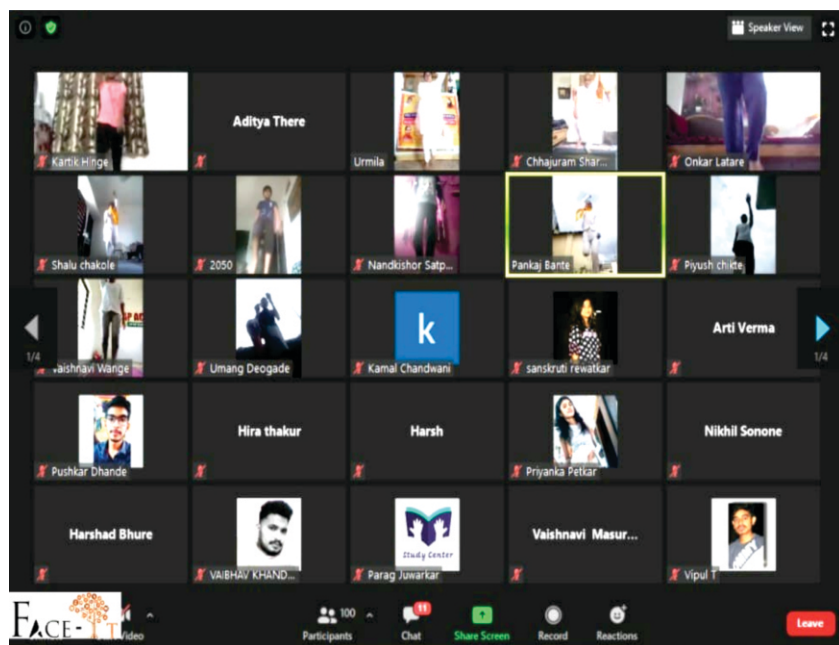 Speaker View
Kartik Hinge
Aditya There
Urmila
Chhajuram Shar...
Onkar Latare
Shalu chakole
2050
Nandkishor Satp...
Pankaj Bante
Piyush chikte
1/4
Vaishnavi Wange
Umang Deogade
k
Kamal Chandwani
sanskruti rewatkar
Arti Verma
1/4
Pushkar Dhande
Hira thakur
Harsh
Priyanka Petkar
Nikhil Sonone
Harshad Bhure
VAIBHAV KHAND...
Study Center
Parag Juwarkar
Vaishnavi Masur...
Vipul T
FACE-IT
Video
100
Participants
11
Chat
Share Screen
Record
Reactions
Leave